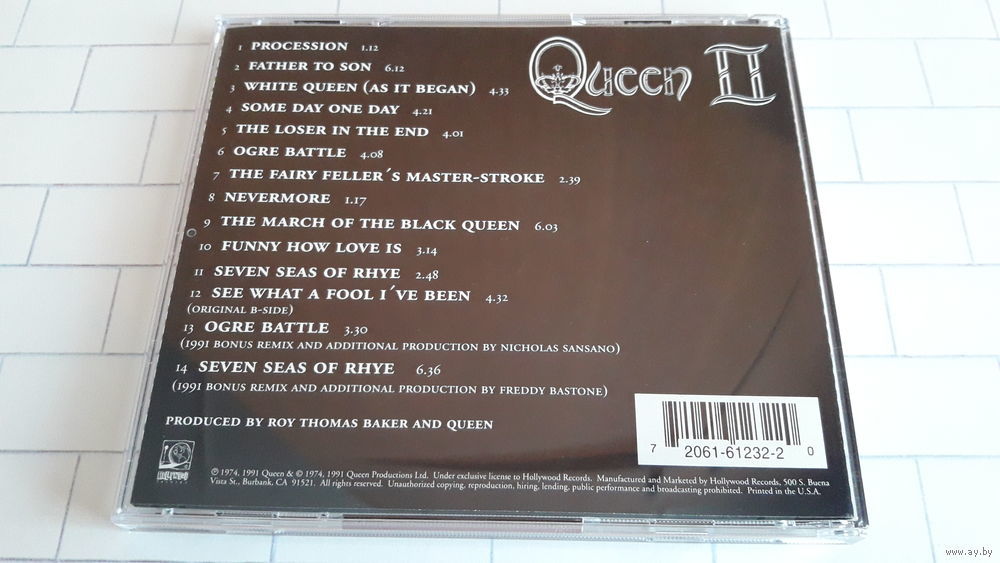 Queen II
1 PROCESSION 1.12
2 FATHER TO SON 6.12
3 WHITE QUEEN (AS IT BEGAN) 4.33
4 SOME DAY ONE DAY 4.21
5 THE LOSER IN THE END 4.01
6 OGRE BATTLE 4.08
7 THE FAIRY FELLER´S MASTER-STROKE 2.39
8 NEVERMORE 1.17
9 THE MARCH OF THE BLACK QUEEN 6.03
10 FUNNY HOW LOVE IS 3.14
11 SEVEN SEAS OF RHYE 2.48
12 SEE WHAT A FOOL I´VE BEEN 4.32
(ORIGINAL B-SIDE)
13 OGRE BATTLE 3.30
(1991 BONUS REMIX AND ADDITIONAL PRODUCTION BY NICHOLAS SANSANO)
14 SEVEN SEAS OF RHYE 6.36
(1991 BONUS REMIX AND ADDITIONAL PRODUCTION BY FREDDY BASTONE)
PRODUCED BY ROY THOMAS BAKER AND QUEEN
7 2061-61232-2 0
Hollywood
RECORDS
℗ 1974, 1991 Queen & © 1974, 1991 Queen Productions Ltd. Under exclusive license to Hollywood Records. Manufactured and Marketed by Hollywood Records, 500 S. Buena
Vista St., Burbank, CA 91521. All rights reserved. Unauthorized copying, reproduction, hiring, lending, public performance and broadcasting prohibited. Printed in the U.S.A.
www.ay.by